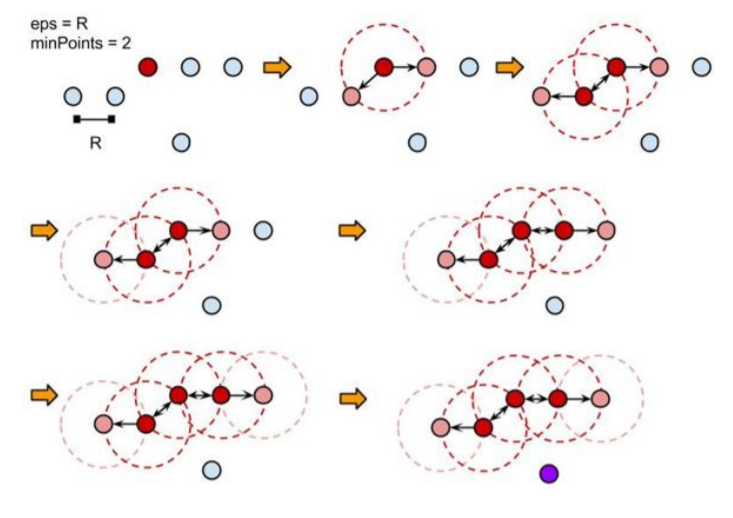 eps = R
minPoints = 2
R